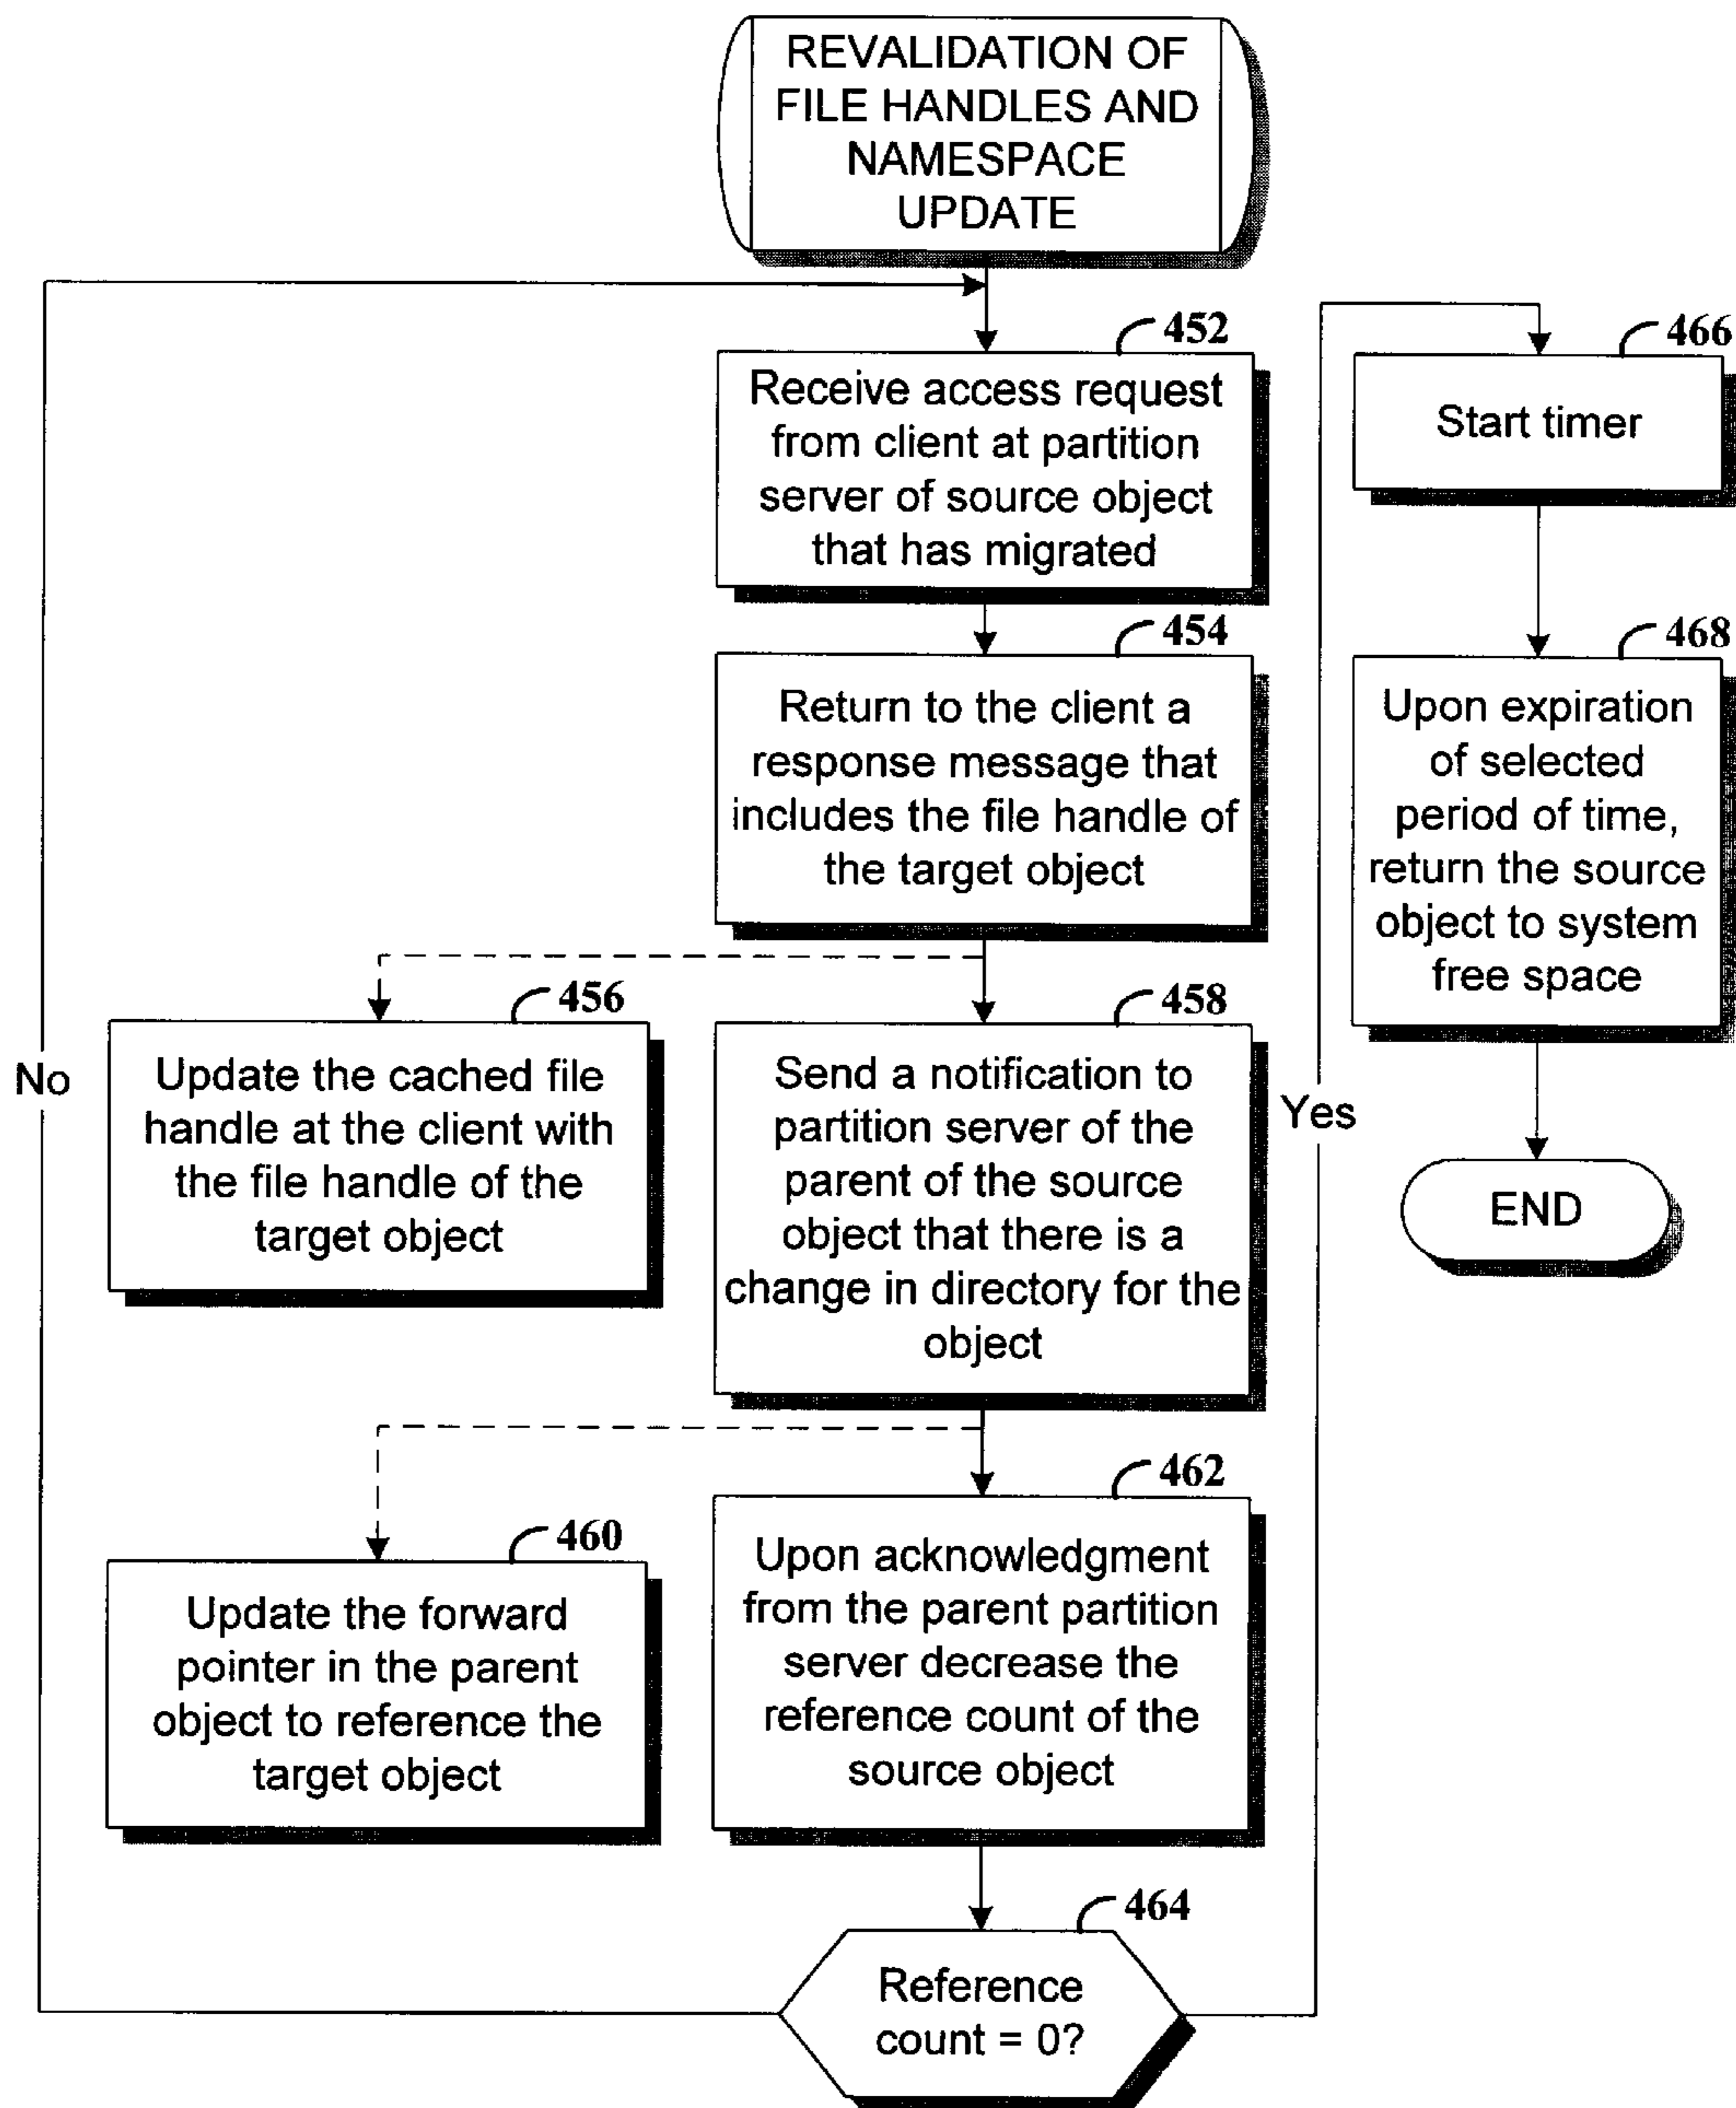 REVALIDATION OF
FILE HANDLES AND
NAMESPACE
UPDATE
452
Receive access request
from client at partition
server of source object
that has migrated
454
Return to the client a
response message that
includes the file handle of
the target object
456
Update the cached file
handle at the client with
the file handle of the
target object
458
Send a notification to
partition server of the
parent of the source
object that there is a
change in directory for the
object
460
Update the forward
pointer in the parent
object to reference the
target object
462
Upon acknowledgment
from the parent partition
server decrease the
reference count of the
source object
464
Reference
count = 0?
No
Yes
466
Start timer
468
Upon expiration
of selected
period of time,
return the source
object to system
free space
END